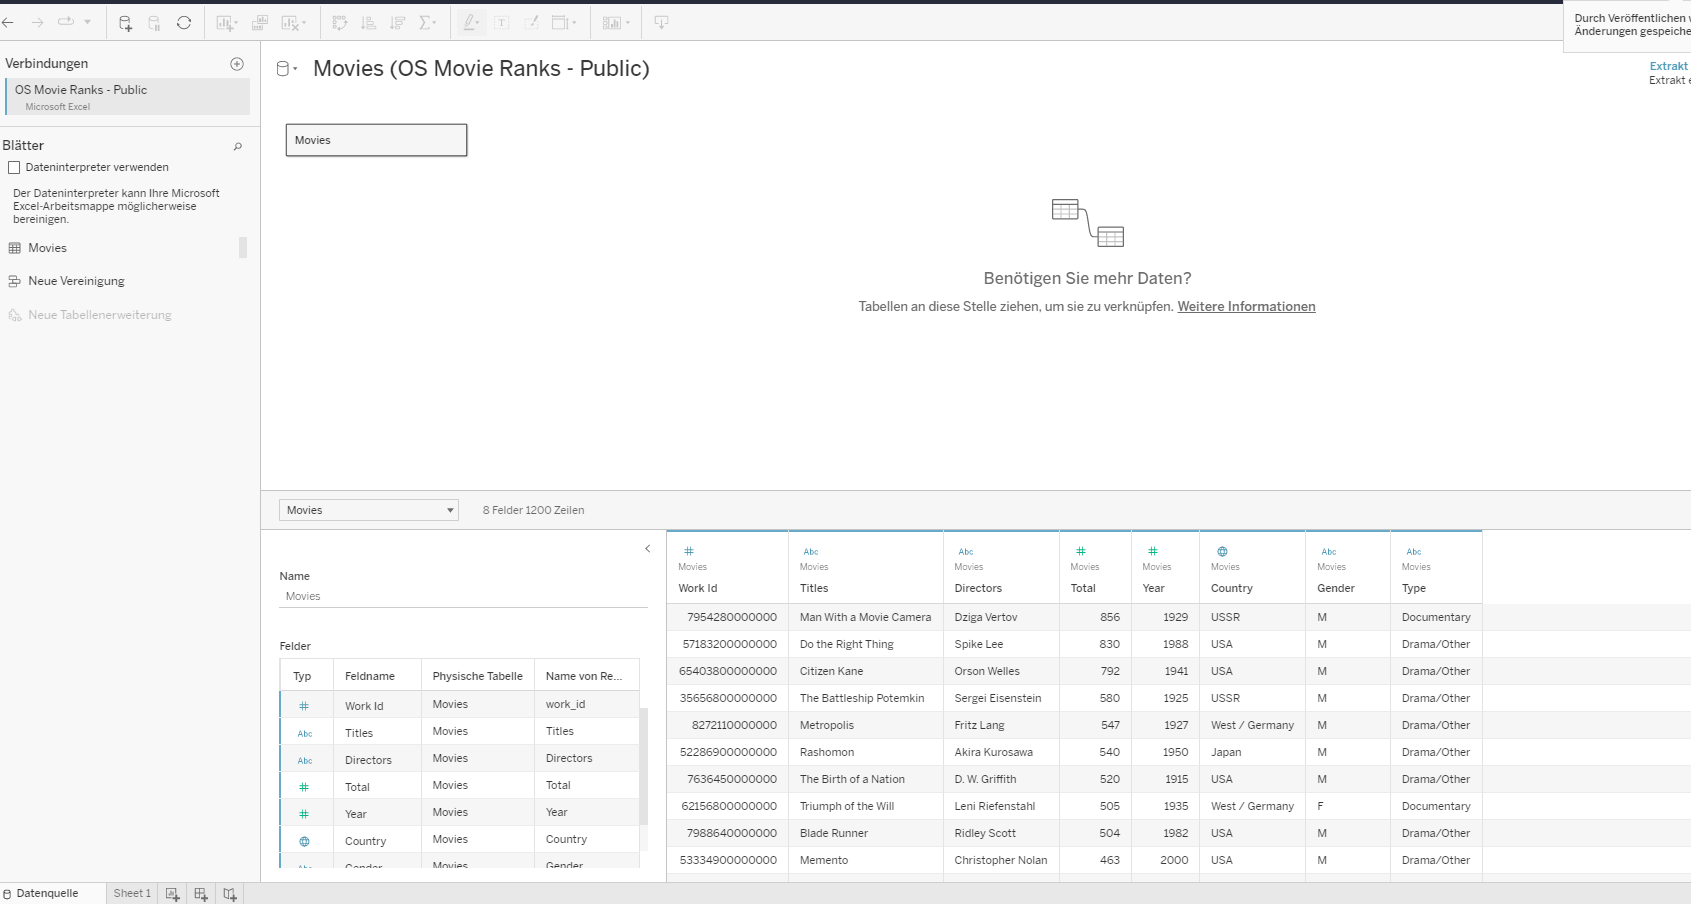 Durch Veröffentlichen
Änderungen gespeiche
Verbindungen
OS Movie Ranks - Public
Microsoft Excel
Movies (OS Movie Ranks - Public)
Extrakt
Extrakt
Blätter
Dateninterpreter verwenden
Der Dateninterpreter kann Ihre Microsoft
Excel-Arbeitsmappe möglicherweise
bereinigen.
Movies
Neue Vereinigung
Neue Tabellenerweiterung
Movies
Benötigen Sie mehr Daten?
Tabellen an diese Stelle ziehen, um sie zu verknüpfen. Weitere Informationen
Movies 8 Felder 1200 Zeilen
Name
Movies
Felder
Typ Feldname Physische Tabelle Name von Re...
# Work Id Movies work_id
Abc Titles Movies Titles
Abc Directors Movies Directors
# Total Movies Total
# Year Movies Year
Country Movies Country
Abc Gender Movies Gender
# Abc Abc # # Abc Abc
Movies Movies Movies Movies Movies Movies Movies Movies
Work Id Titles Directors Total Year Country Gender Type
7954280000000 Man With a Movie Camera Dziga Vertov 856 1929 USSR M Documentary
57183200000000 Do the Right Thing Spike Lee 830 1988 USA M Drama/Other
65403800000000 Citizen Kane Orson Welles 792 1941 USA M Drama/Other
35656800000000 The Battleship Potemkin Sergei Eisenstein 580 1925 USSR M Drama/Other
8272110000000 Metropolis Fritz Lang 547 1927 West / Germany M Drama/Other
52286900000000 Rashomon Akira Kurosawa 540 1950 Japan M Drama/Other
7636450000000 The Birth of a Nation D. W. Griffith 520 1915 USA M Drama/Other
62156800000000 Triumph of the Will Leni Riefenstahl 505 1935 West / Germany F Documentary
7988640000000 Blade Runner Ridley Scott 504 1982 USA M Drama/Other
53334900000000 Memento Christopher Nolan 463 2000 USA M Drama/Other
Datenquelle Sheet 1